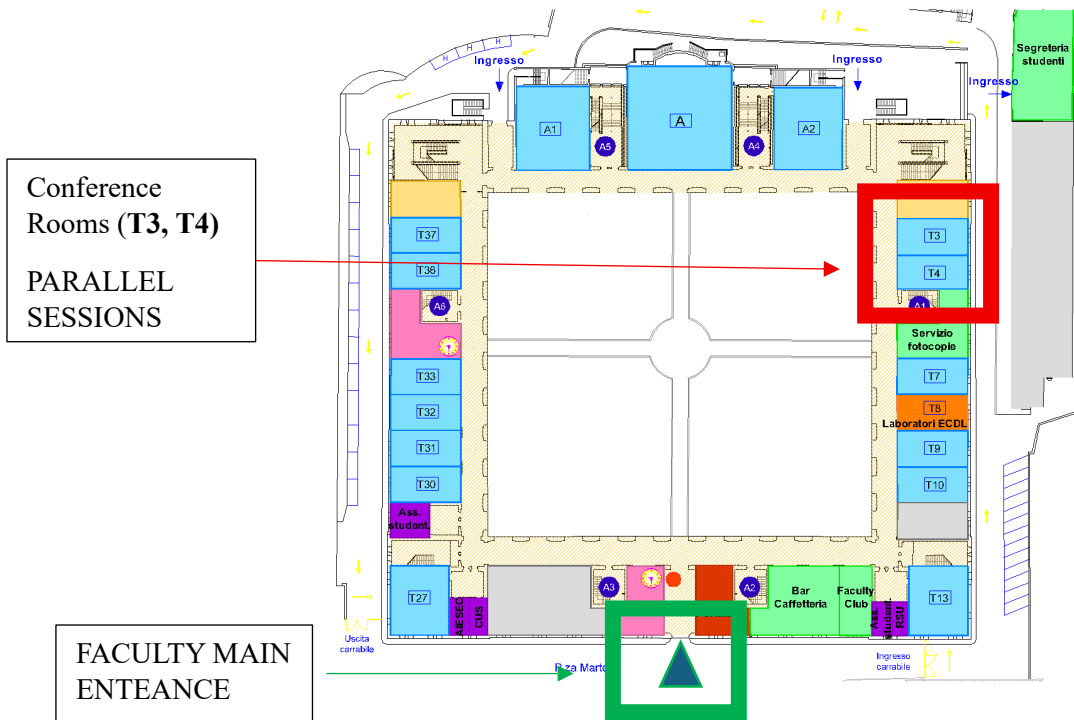 H
H
H
Ingresso
Ingresso
Ingresso
Segreteria
studenti
A1
A
A2
A5
A4
Conference
Rooms (T3, T4)
PARALLEL
SESSIONS
T37
T36
A6
T33
T32
T31
T30
Ass.
student.
T27
AIESEC
CUS
T3
T4
A1
Servizio
fotocopie
T7
T8
Laboratori ECDL
T9
T10
A3
A2
Bar
Caffetteria
Faculty
Club
Ass.
student.
RSU
T13
Uscita
carrabile
Ingresso
carrabile
FACULTY MAIN
ENTEANCE